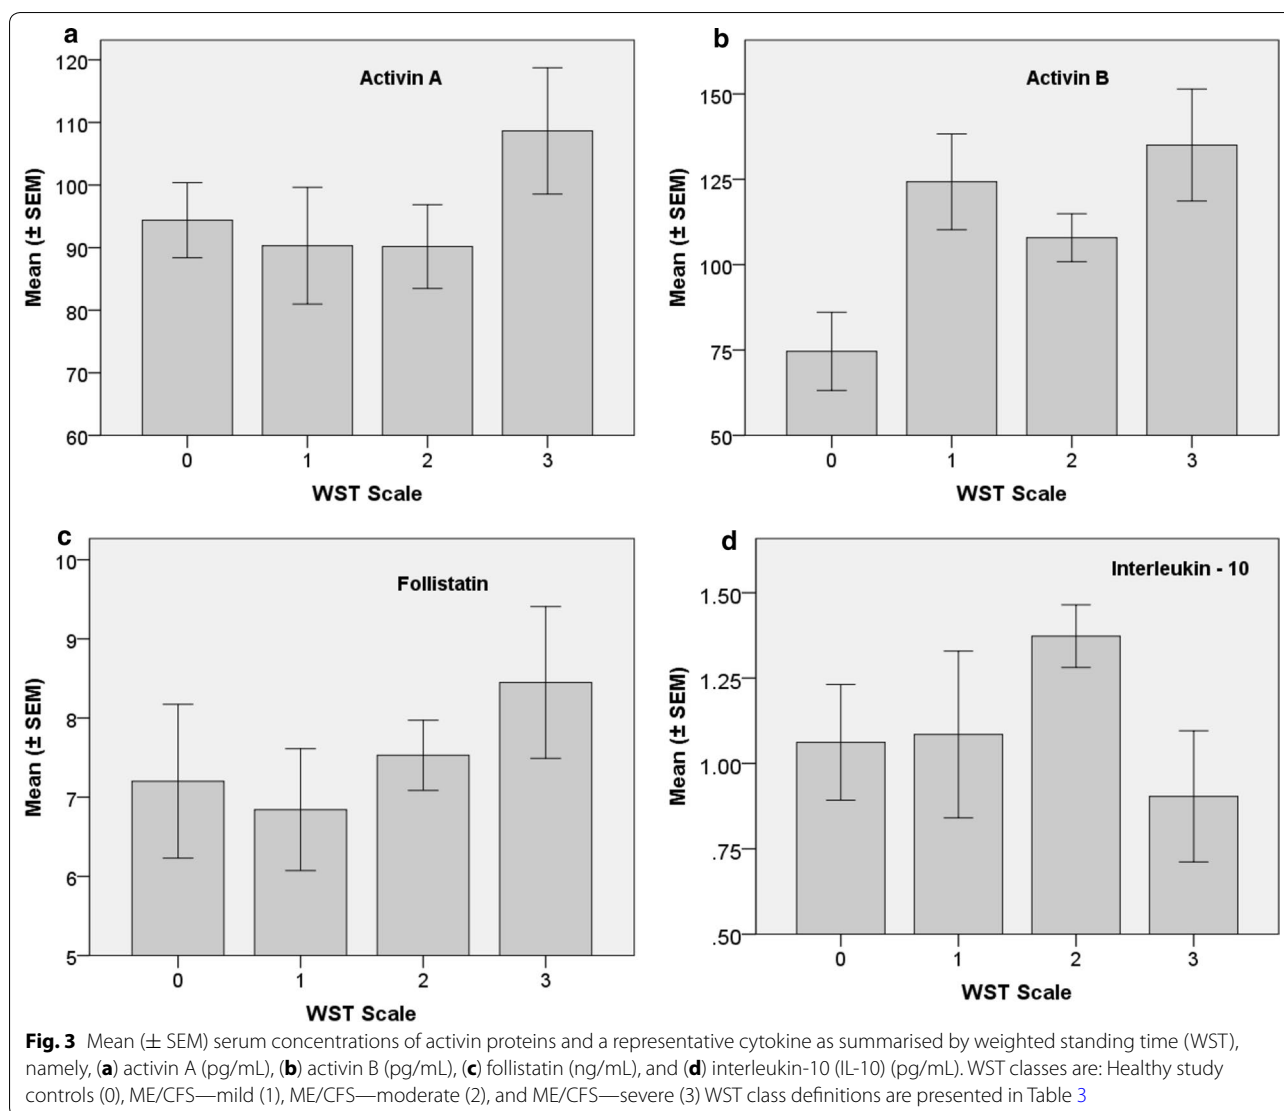 a
Activin A
Mean (± SEM)
120
110
100
90
80
70
60
0 1 2 3
WST Scale
b
Activin B
Mean (± SEM)
150
125
100
75
50
0 1 2 3
WST Scale
c
Follistatin
Mean (± SEM)
10
9
8
7
6
5
0 1 2 3
WST Scale
d
Interleukin - 10
Mean (± SEM)
1.50
1.25
1.00
.75
.50
0 1 2 3
WST Scale
Fig. 3 Mean (± SEM) serum concentrations of activin proteins and a representative cytokine as summarised by weighted standing time (WST),
namely, (a) activin A (pg/mL), (b) activin B (pg/mL), (c) follistatin (ng/mL), and (d) interleukin-10 (IL-10) (pg/mL). WST classes are: Healthy study
controls (0), ME/CFS—mild (1), ME/CFS—moderate (2), and ME/CFS—severe (3) WST class definitions are presented in Table 3